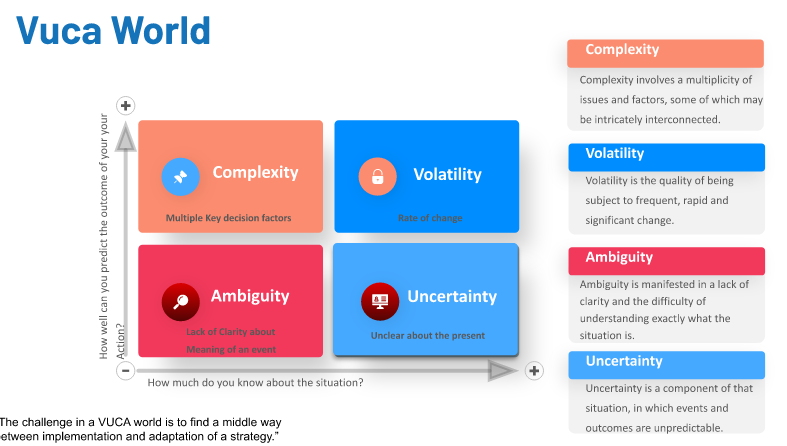 Vuca World
How well can you predict the outcome of your your
Action?
Complexity
Multiple Key decision factors
Volatility
Rate of change
Ambiguity
Lack of Clarity about
Meaning of an event
Uncertainty
Unclear about the present
How much do you know about the situation?
Complexity
Complexity involves a multiplicity of
issues and factors, some of which may
be intricately interconnected.
Volatility
Volatility is the quality of being
subject to frequent, rapid and
significant change.
Ambiguity
Ambiguity is manifested in a lack of
clarity and the difficulty of
understanding exactly what the
situation is.
Uncertainty
Uncertainty is a component of that
situation, in which events and
outcomes are unpredictable.
The challenge in a VUCA world is to find a middle way
etween implementation and adaptation of a strategy.”